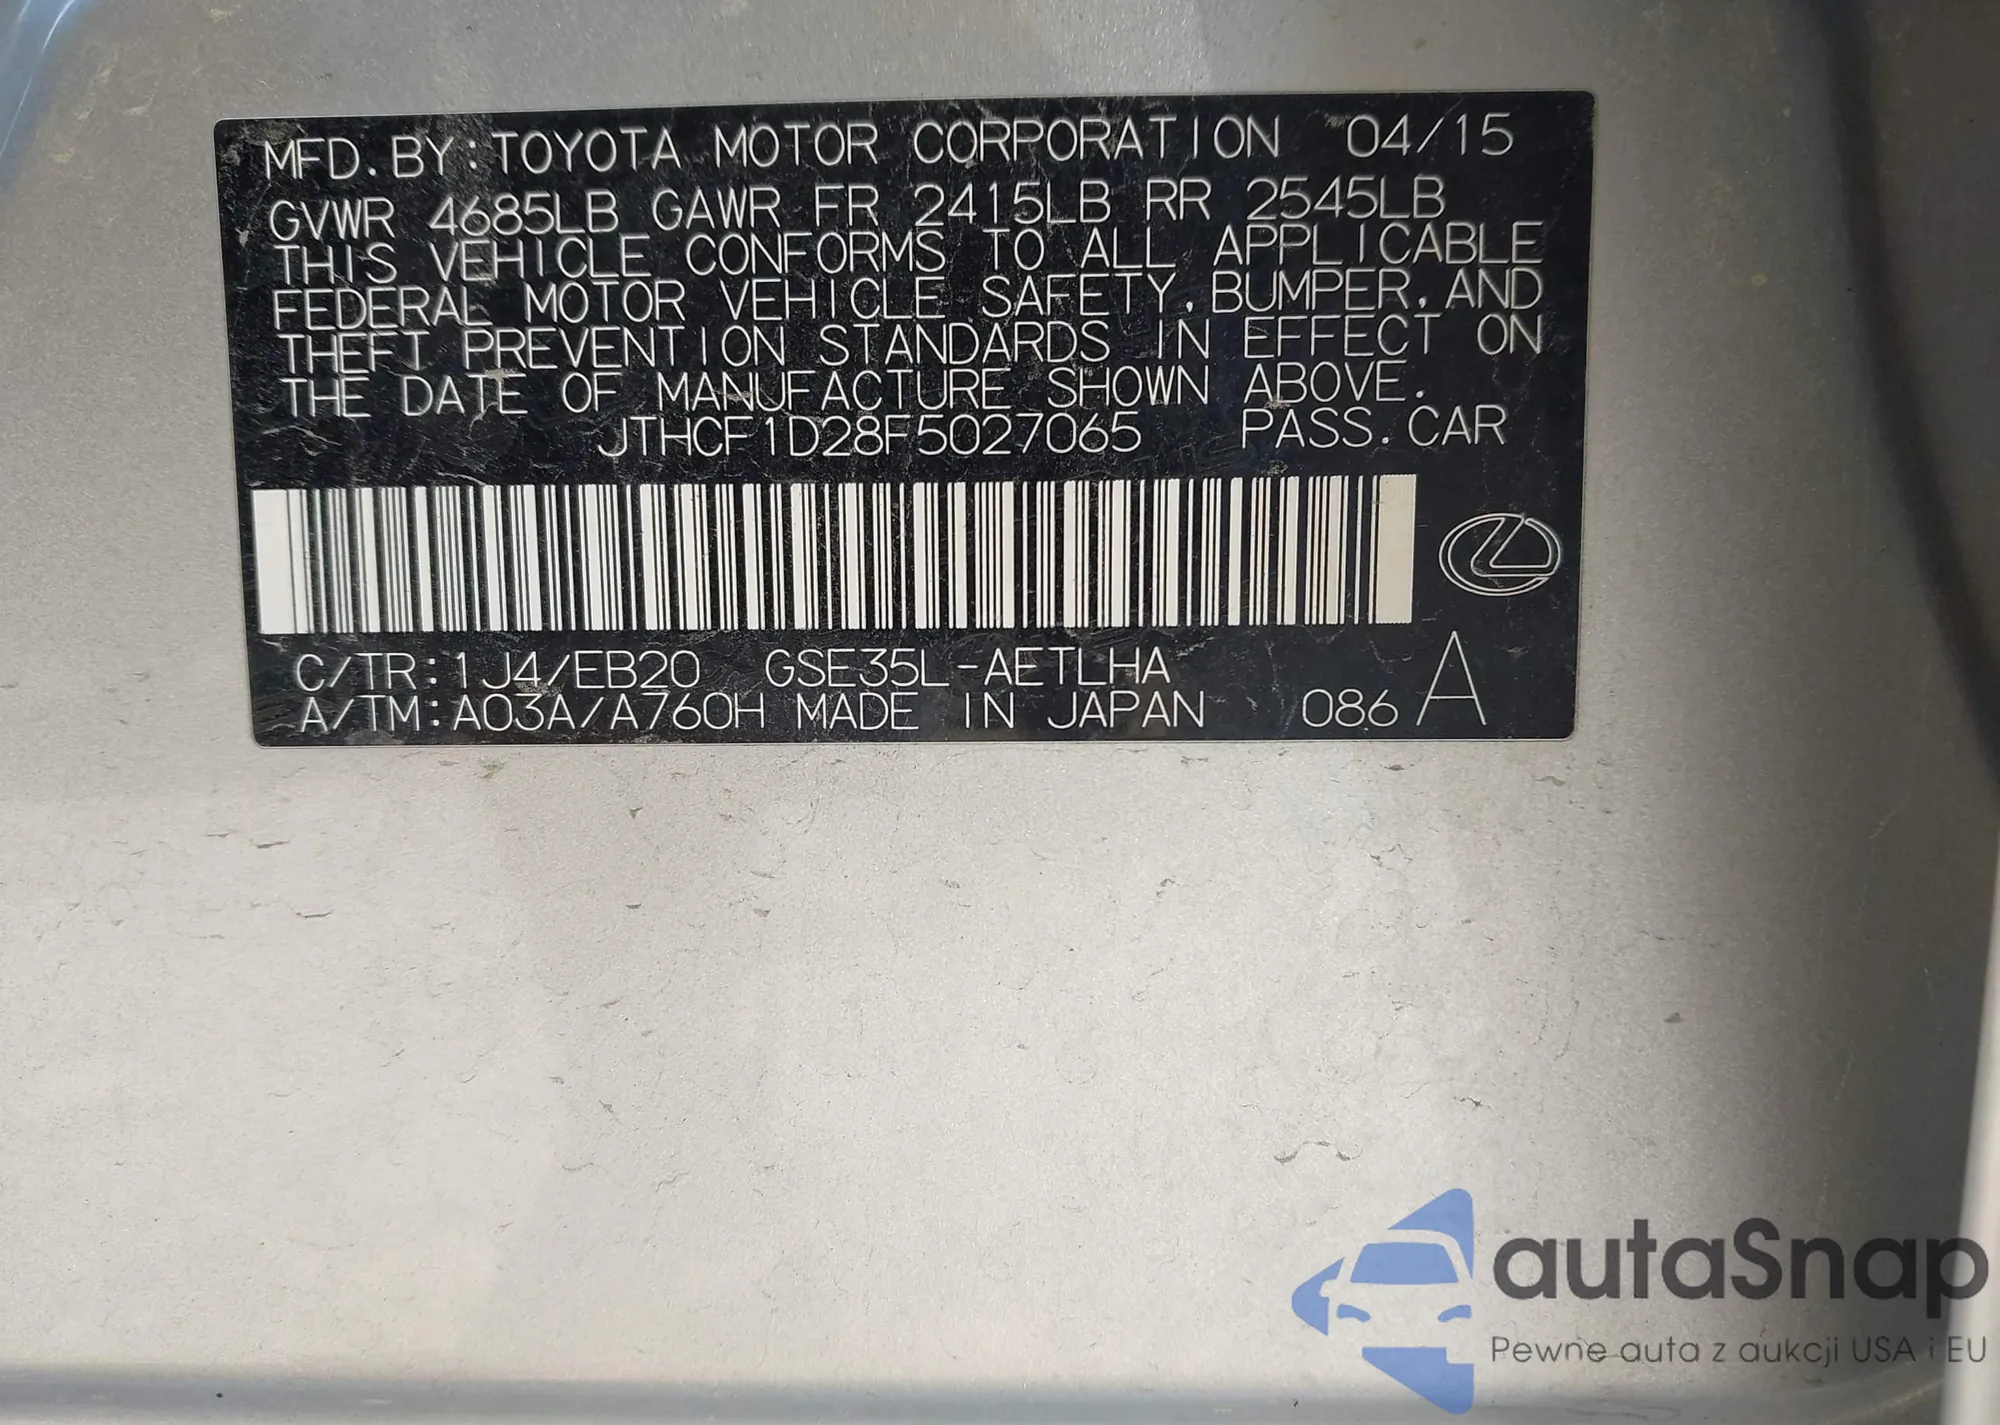 MFD. BY: TOYOTA MOTOR CORPORATION 04/15
GVWR 4685LB GAWR FR 2415LB RR 2545LB
THIS VEHICLE CONFORMS TO ALL APPLICABLE
FEDERAL MOTOR VEHICLE SAFETY, BUMPER, AND
THEFT PREVENTION STANDARDS IN EFFECT ON
THE DATE OF MANUFACTURE SHOWN ABOVE.
JTHCF1D28F5027065 PASS. CAR
C/TR: 1J4/EB20 GSE35L-AETLHA
A/TM: A03A/A760H MADE IN JAPAN 086 A
autaSnap
Pewne auta z aukcji USA i EU